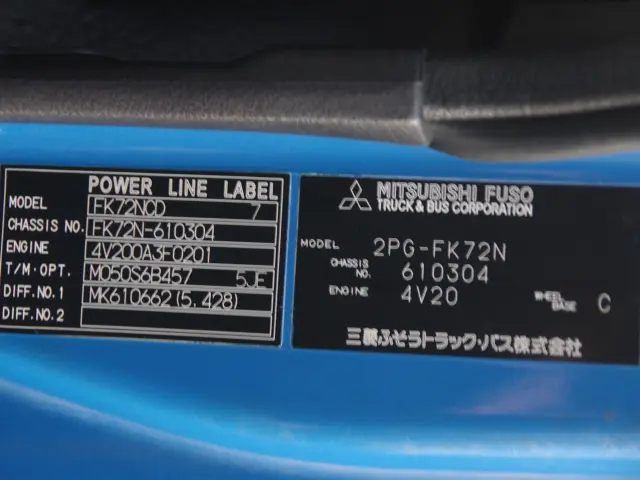 POWER LINE LABEL
MODEL FK72NCD 7
CHASSIS NO. FK72N-610304
ENGINE 4V200A3F0201
T/M·OPT. M050S6B457 5JE
DIFF.NO.1 MK610662(5.428)
DIFF.NO.2
MITSUBISHI FUSO
TRUCK & BUS CORPORATION
MODEL 2PG-FK72N
CHASSIS NO. 610304
ENGINE 4V20 WHEEL BASE C
三菱ふそうトラック・バス株式会社